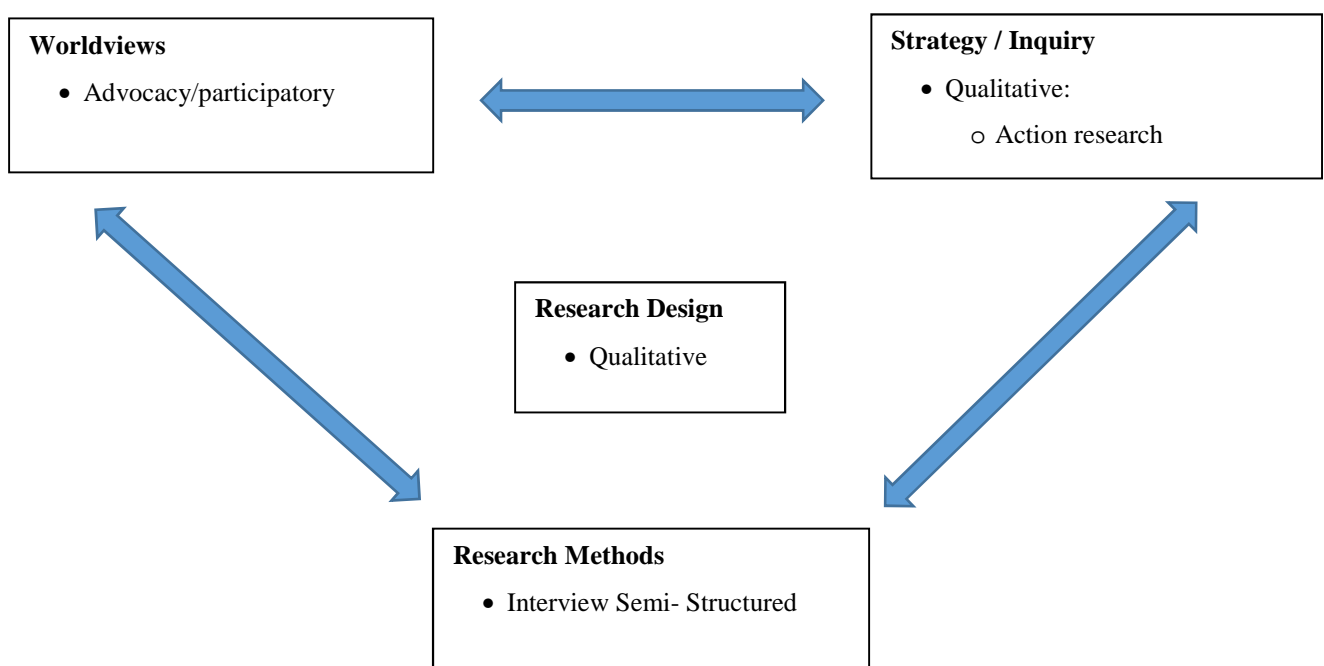 Worldviews
• Advocacy/participatory
Strategy / Inquiry
• Qualitative:
o Action research
Research Design
• Qualitative
Research Methods
• Interview Semi- Structured